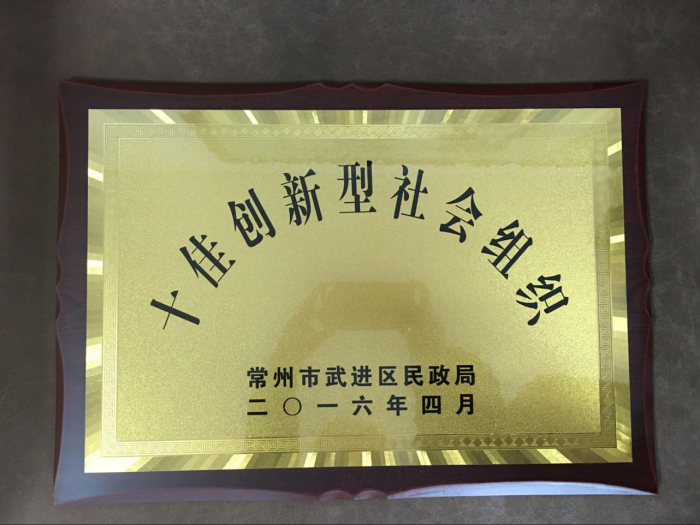 十佳创新型社会组织
常州市武进区民政局
二〇一六年四月